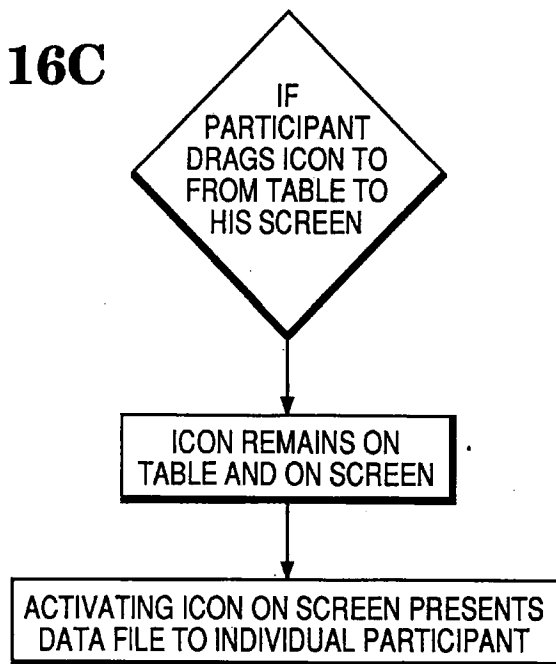 16C
IF
PARTICIPANT
DRAGS ICON TO
FROM TABLE TO
HIS SCREEN
ICON REMAINS ON
TABLE AND ON SCREEN
ACTIVATING ICON ON SCREEN PRESENTS
DATA FILE TO INDIVIDUAL PARTICIPANT